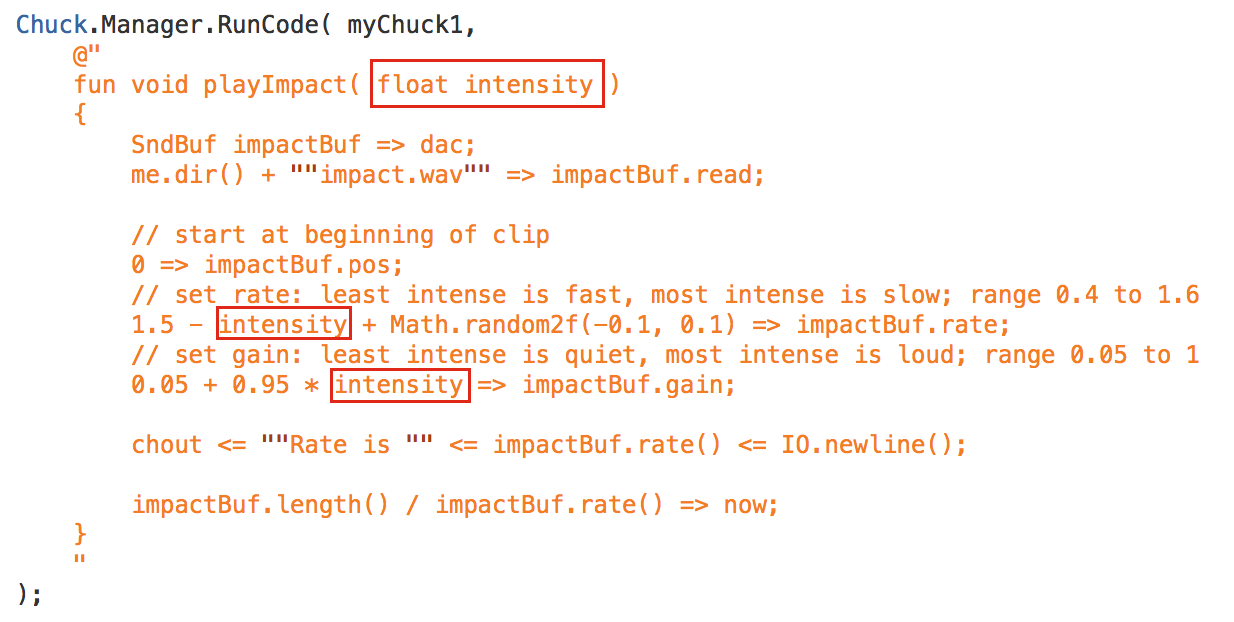 Chuck.Manager.RunCode( myChuck1,
@"
fun void playImpact( float intensity )
{
SndBuf impactBuf => dac;
me.dir() + ""impact.wav"" => impactBuf.read;
// start at beginning of clip
0 => impactBuf.pos;
// set rate: least intense is fast, most intense is slow; range 0.4 to 1.6
1.5 - intensity + Math.random2f(-0.1, 0.1) => impactBuf.rate;
// set gain: least intense is quiet, most intense is loud; range 0.05 to 1
0.05 + 0.95 * intensity => impactBuf.gain;
chout <= ""Rate is "" <= impactBuf.rate() <= IO.newline();
impactBuf.length() / impactBuf.rate() => now;
}
"
);